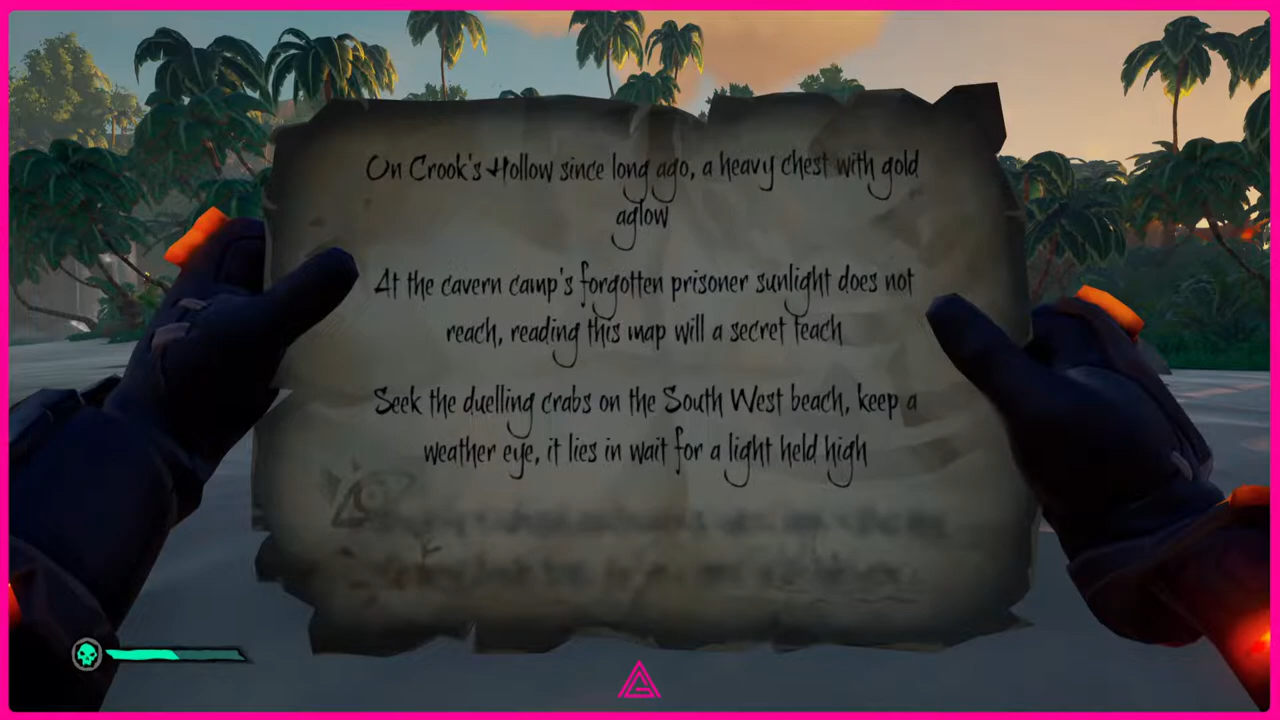 On Crook's Hollow since long ago, a heavy chest with gold
aglow
At the cavern camp's forgotten prisoner sunlight does not
reach, reading this map will a secret teach
Seek the duelling crabs on the South West beach, keep a
weather eye, it lies in wait for a light held high